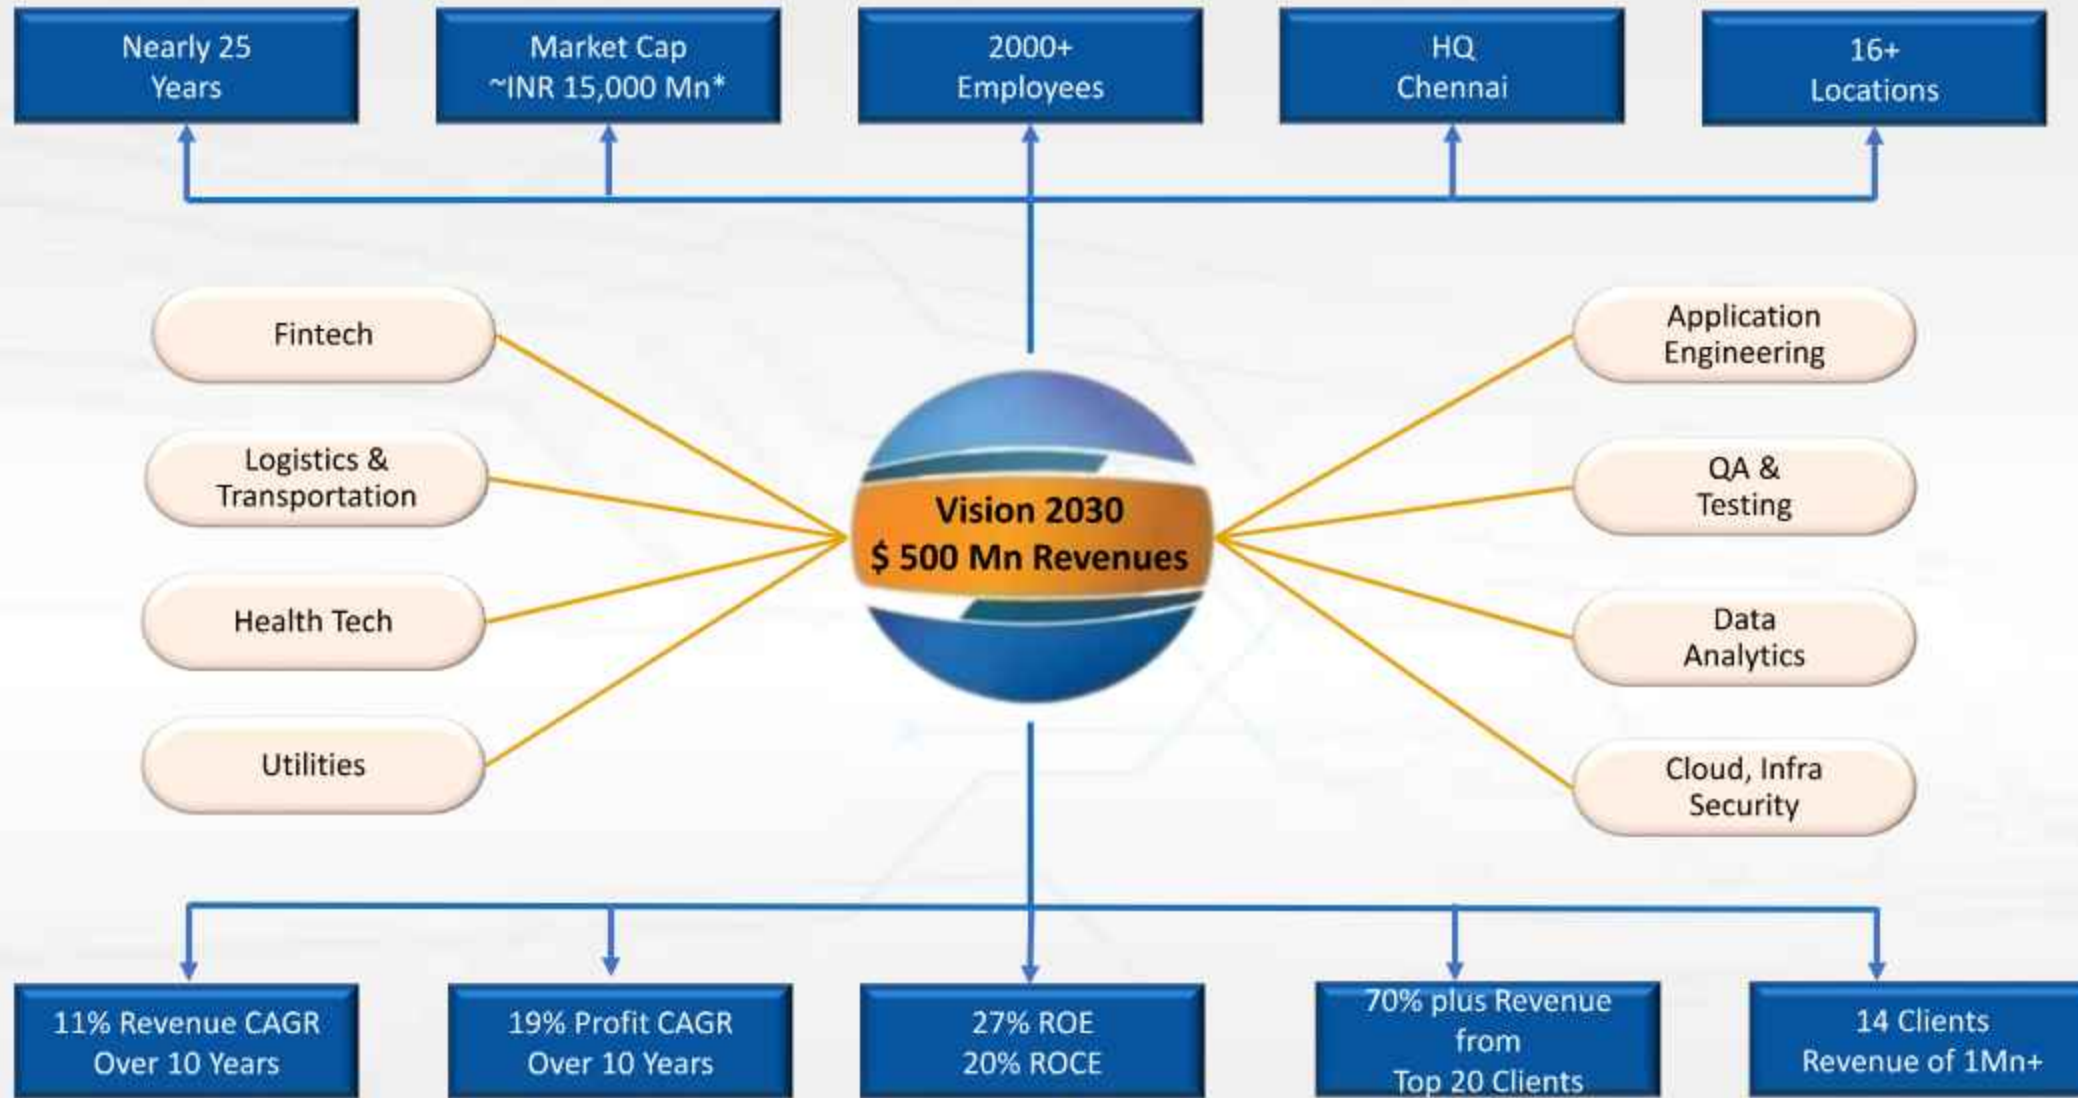 Nearly 25
Years
Market Cap
~INR 15,000 Mn*
2000+
Employees
HQ
Chennai
16+
Locations
Fintech
Logistics &
Transportation
Health Tech
Utilities
Vision 2030
$ 500 Mn Revenues
Application
Engineering
QA &
Testing
Data
Analytics
Cloud, Infra
Security
11% Revenue CAGR
Over 10 Years
19% Profit CAGR
Over 10 Years
27% ROE
20% ROCE
70% plus Revenue
from
Top 20 Clients
14 Clients
Revenue of 1Mn+